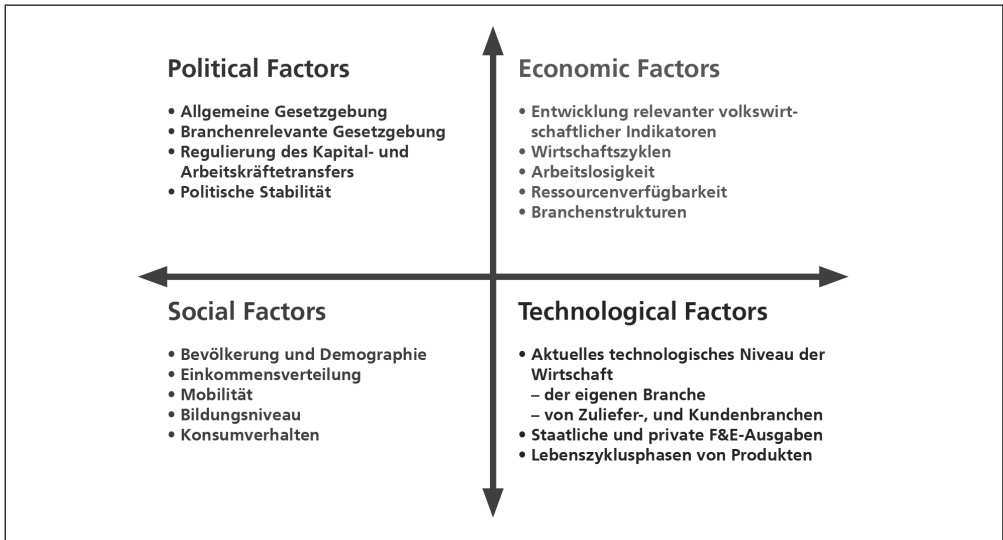 Political Factors
• Allgemeine Gesetzgebung
• Branchenrelevante Gesetzgebung
• Regulierung des Kapital- und
Arbeitskräftetransfers
• Politische Stabilität
Economic Factors
• Entwicklung relevanter volkswirt-
schaftlicher Indikatoren
• Wirtschaftszyklen
• Arbeitslosigkeit
• Ressourcenverfügbarkeit
• Branchenstrukturen
Social Factors
• Bevölkerung und Demographie
• Einkommensverteilung
• Mobilität
• Bildungsniveau
• Konsumverhalten
Technological Factors
• Aktuelles technologisches Niveau der
Wirtschaft
– der eigenen Branche
– von Zuliefer-, und Kundenbranchen
• Staatliche und private F&E-Ausgaben
• Lebenszyklusphasen von Produkten